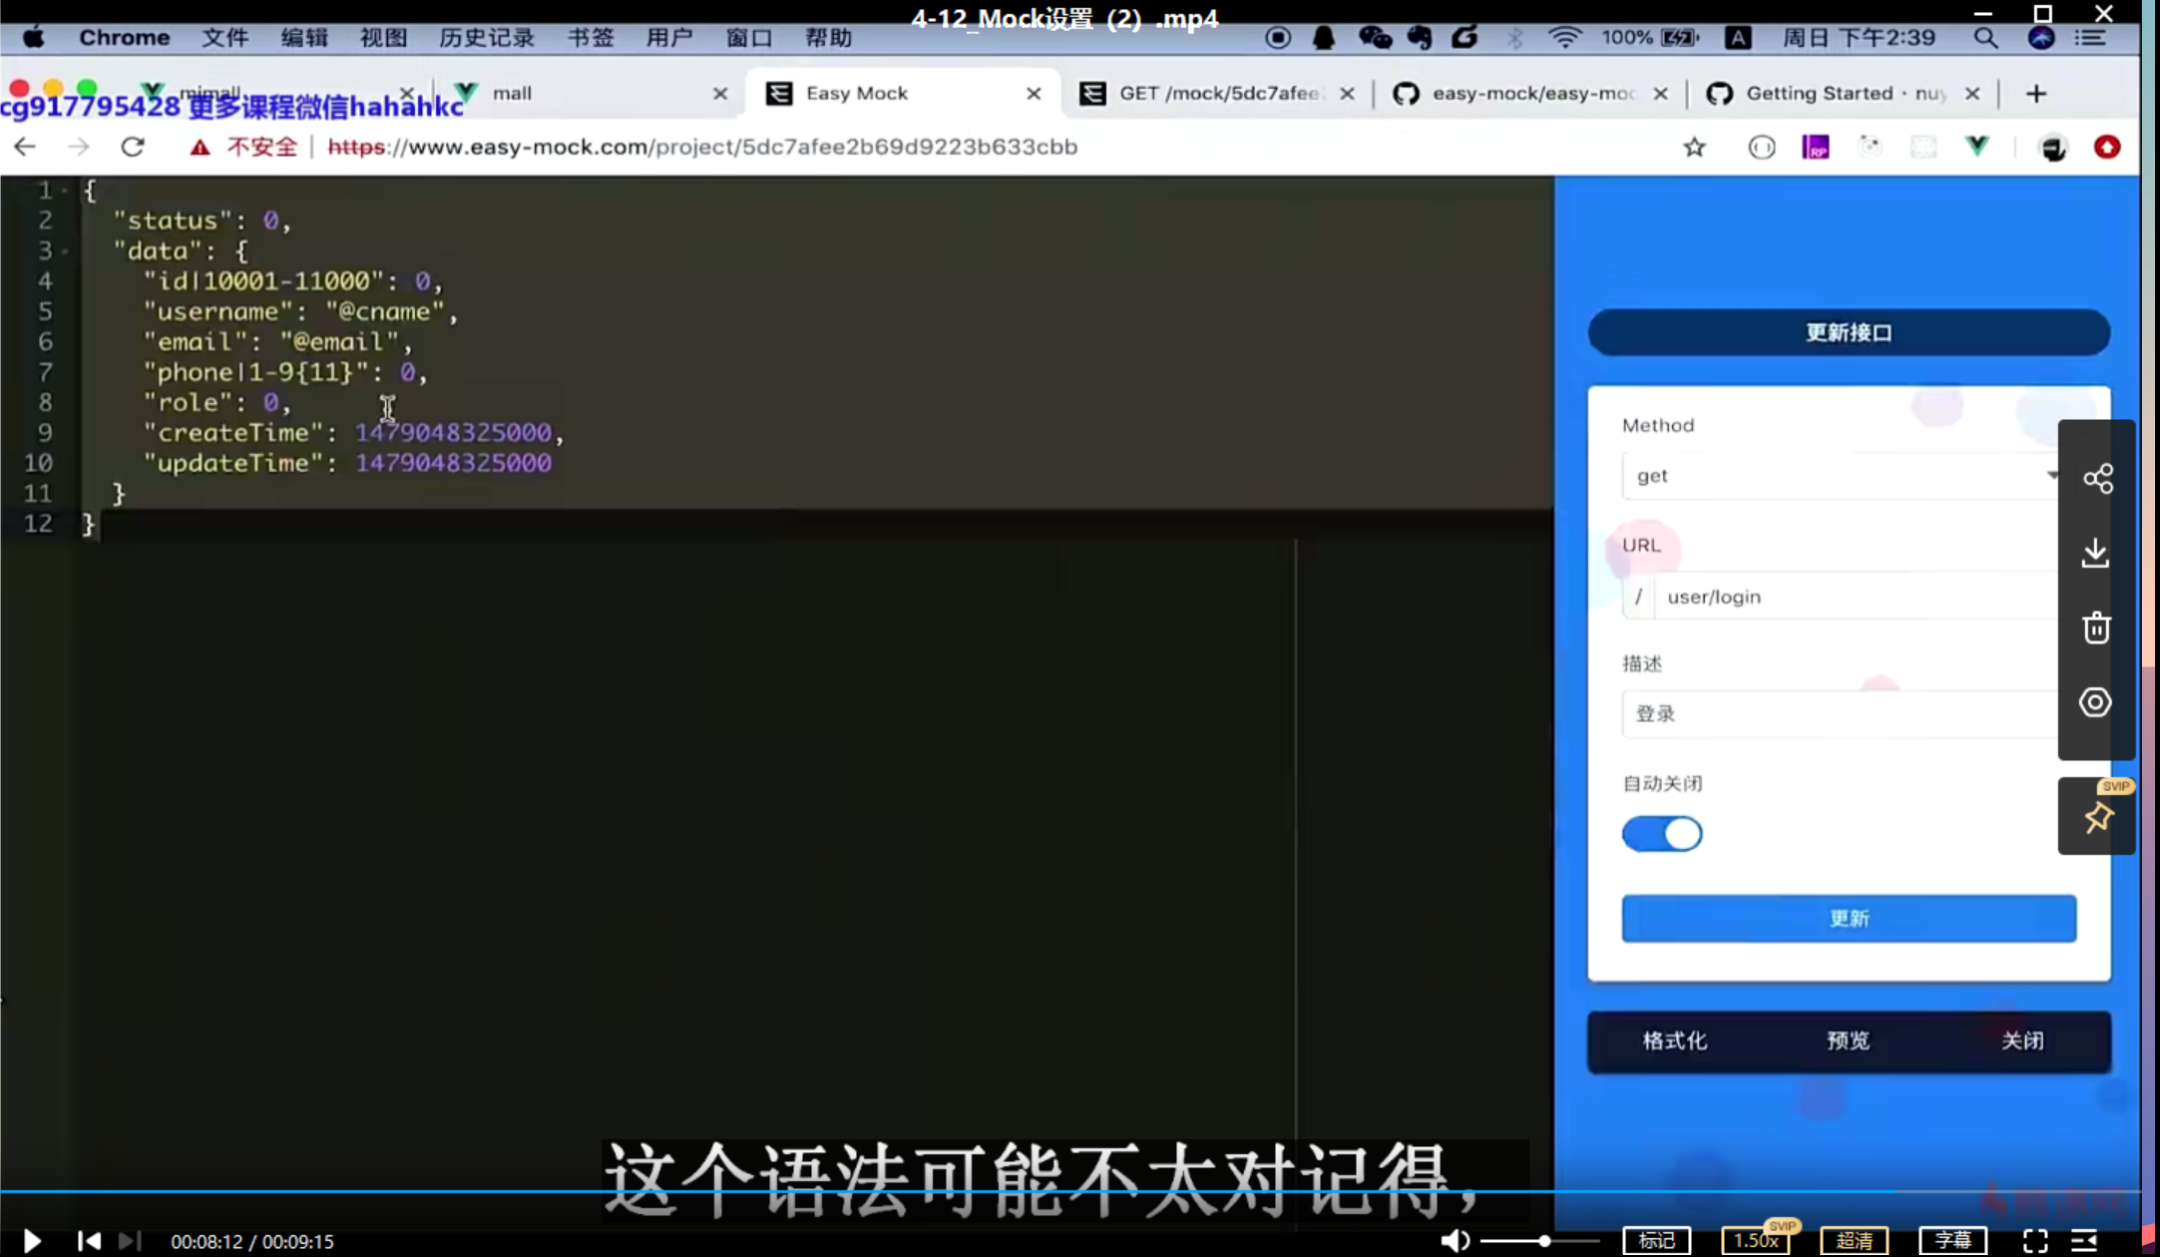 4-12_Mock设置（2）.mp4
Chrome 文件 编辑 视图 历史记录 书签 用户 窗口 帮助 100% A 周日 下午2:39
mimall mall Easy Mock GET /mock/5dc7afee easy-mock/easy-moc Getting Started · nuy
cg917795428 更多课程微信hahahkc
不安全 https://www.easy-mock.com/project/5dc7afee2b69d9223b633cbb
RP
1 {
2 "status": 0,
3 "data": {
4 "id|10001-11000": 0,
5 "username": "@cname",
6 "email": "@email",
7 "phone|1-9{11}": 0,
8 "role": 0,
9 "createTime": 1479048325000,
10 "updateTime": 1479048325000
11 }
12 }
更新接口
Method
get
URL
/ user/login
描述
登录
自动关闭
SVIP
更新
格式化 预览 关闭
这个语法可能不太对记得，
00:08:12 / 00:09:15
标记
SVIP
1.50x
超清
字幕